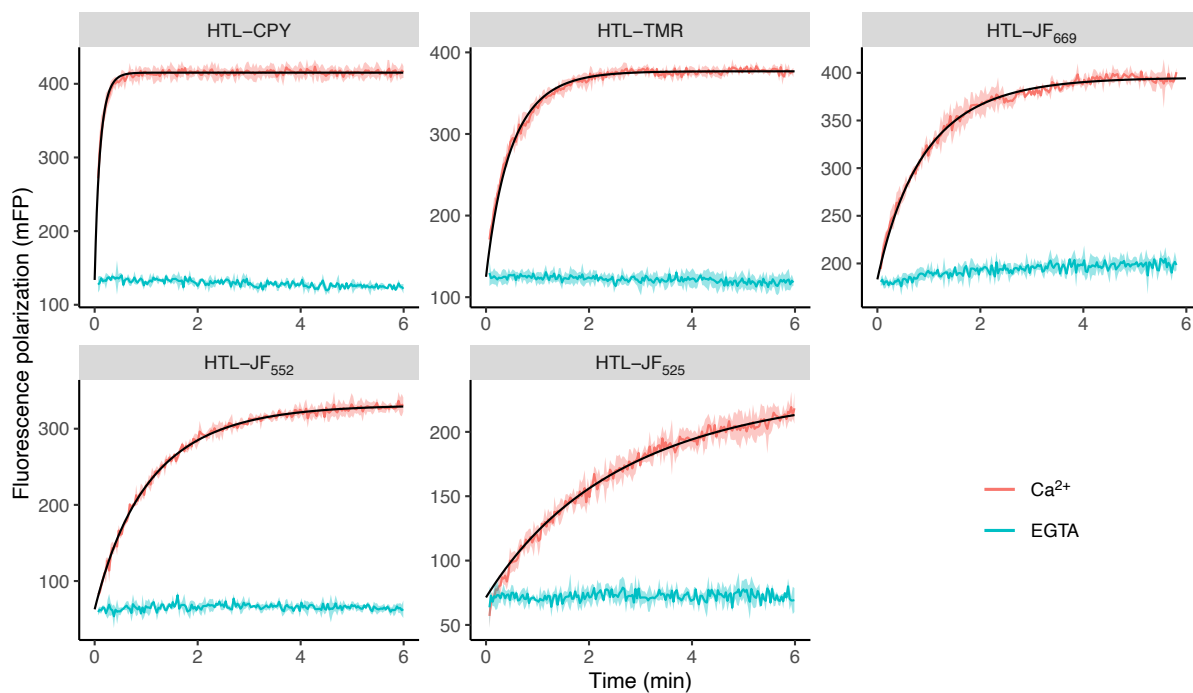 HTL−CPY
HTL−TMR
HTL−JF₆₆₉
400
300
200
100
0 2 4 6
400
300
200
100
0 2 4 6
400
350
300
250
200
0 2 4 6
HTL−JF₅₅₂
HTL−JF₅₂₅
300
200
100
0 2 4 6
200
150
100
50
0 2 4 6
Fluorescence polarization (mFP)
Time (min)
Ca²⁺
EGTA